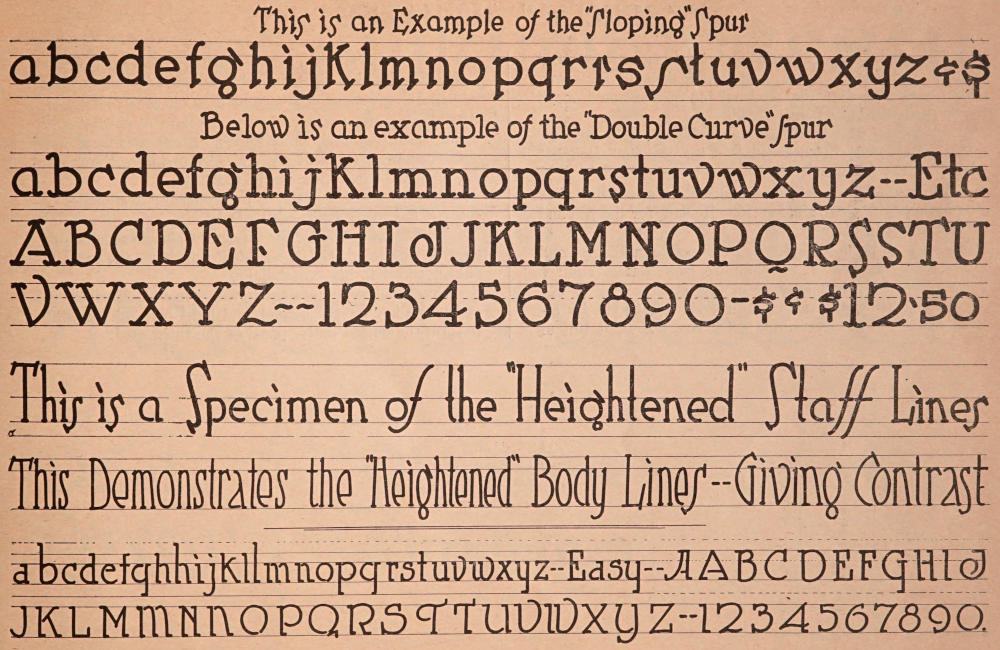 This is an Example of the "Sloping" Spur
abcdefghijklmnopqrrsstuvwxyz¢$
Below is an example of the "Double Curve" Spur
abcdefghijklmnopqrstuvwxyz--Etc
ABCDEFGHIJJKLMNOPQRSSTU
VWXYZ--1234567890-$¢ $12.50
This is a Specimen of the "Heightened" Staff Lines
This Demonstrates the "Heightened" Body Lines--Giving Contrast
abcdefghhijkllmnopqrstuvwxyz--Easy--AABCDEFGHIJ
JKLMMNNOPQRSTTUVWXYZ--1234567890.